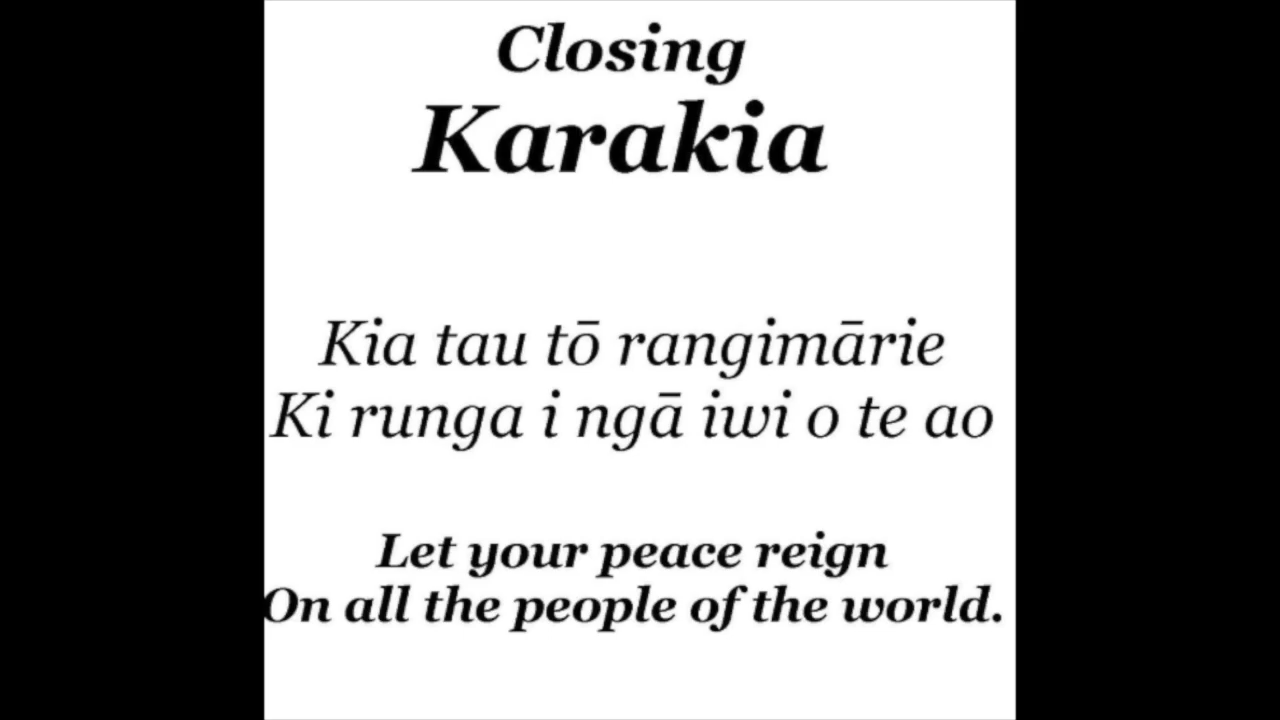 Closing
Karakia
Kia tau tō rangimārie
Ki runga i ngā iwi o te ao
Let your peace reign
On all the people of the world.